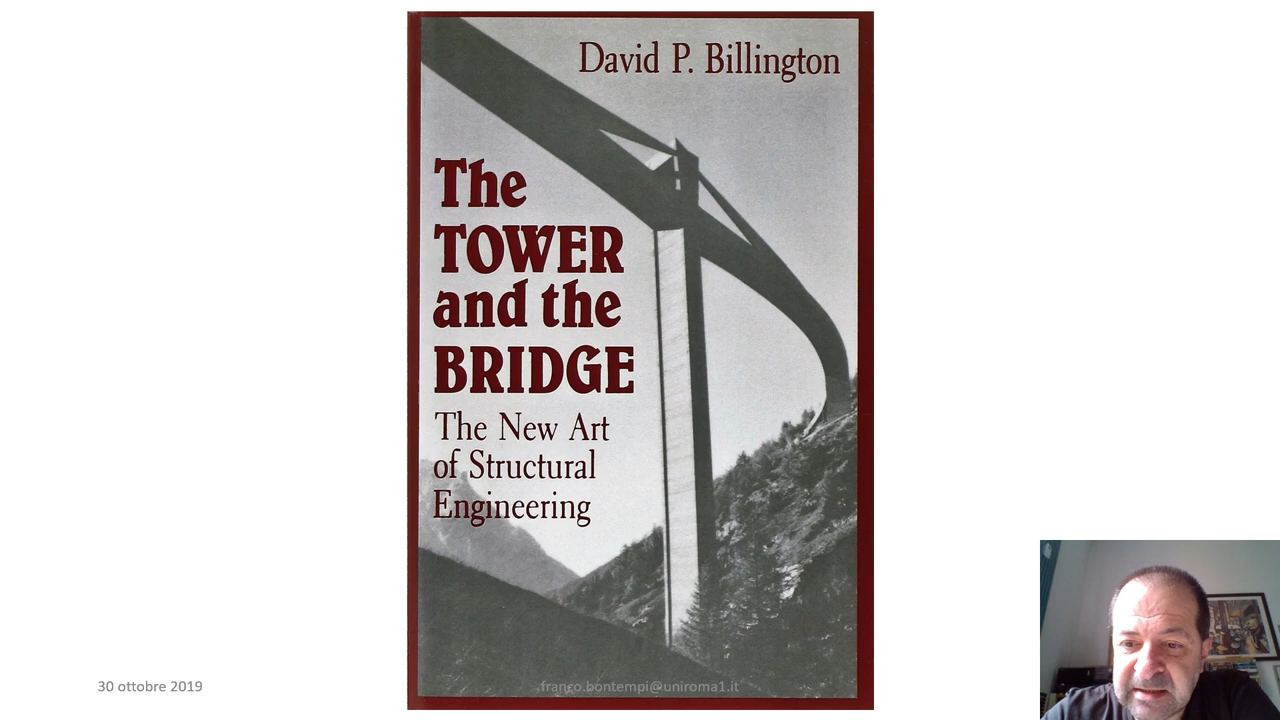 David P. Billington
The
TOWER
and the
BRIDGE
The New Art
of Structural
Engineering
30 ottobre 2019
franco.bontempi@uniroma1.it